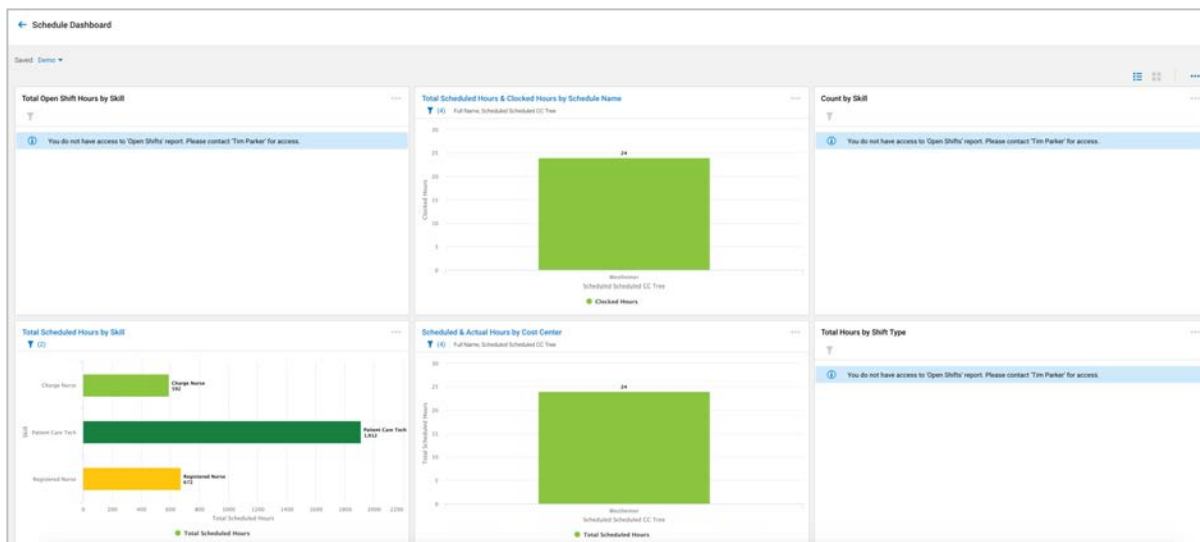 Schedule Dashboard
Saved: Demo
Total Open Shift Hours by Skill
You do not have access to 'Open Shifts' report. Please contact 'Tim Parker' for access.
Total Scheduled Hours & Clocked Hours by Schedule Name
(4) Full Name, Scheduled Scheduled CC Tree
30
25
24
20
15
10
5
0
Clocked Hours
Westheimer
Scheduled Scheduled CC Tree
Clocked Hours
Count by Skill
You do not have access to 'Open Shifts' report. Please contact 'Tim Parker' for access.
Total Scheduled Hours by Skill
(2)
Skill
Charge Nurse
Charge Nurse
592
Patient Care Tech
Patient Care Tech
1,912
Registered Nurse
Registered Nurse
672
0 200 400 600 800 1000 1200 1400 1600 1800 2000 2200
Total Scheduled Hours
Total Scheduled Hours
Scheduled & Actual Hours by Cost Center
(4) Full Name, Scheduled Scheduled CC Tree
30
25
24
20
15
10
5
0
Total Scheduled Hours
Westheimer
Scheduled Scheduled CC Tree
Total Scheduled Hours
Total Hours by Shift Type
You do not have access to 'Open Shifts' report. Please contact 'Tim Parker' for access.